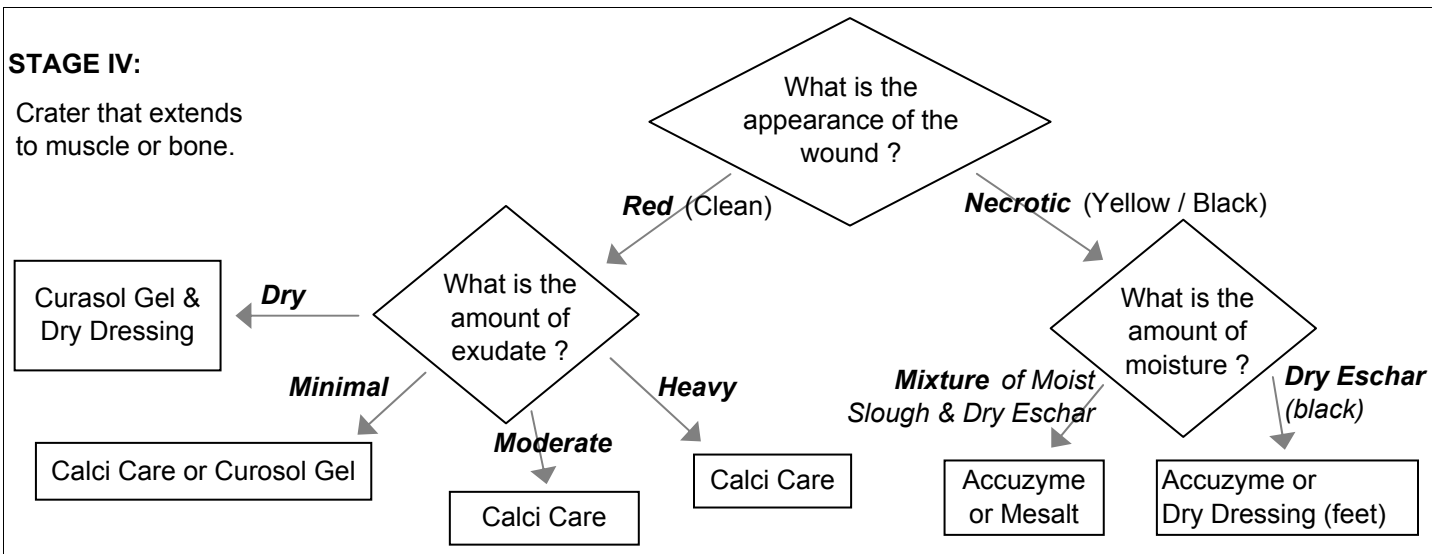 STAGE IV:
Crater that extends
to muscle or bone.
What is the
appearance of the
wound ?
Red (Clean)
Necrotic (Yellow / Black)
What is the
amount of
exudate ?
What is the
amount of
moisture ?
Dry
Curasol Gel &
Dry Dressing
Minimal
Calci Care or Curosol Gel
Moderate
Calci Care
Heavy
Calci Care
Mixture of Moist
Slough & Dry Eschar
Accuzyme
or Mesalt
Dry Eschar
(black)
Accuzyme or
Dry Dressing (feet)